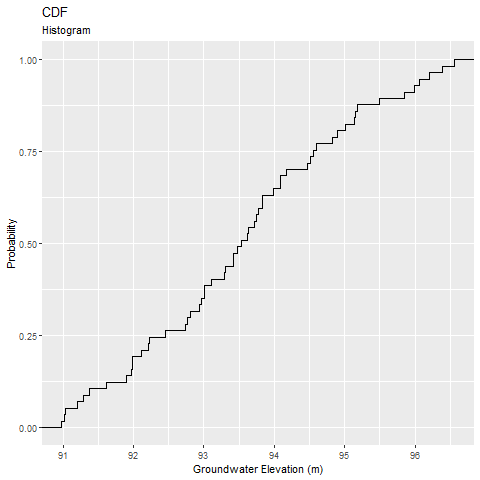 CDF
Histogram
1.00
0.75
0.50
0.25
0.00
Probability
91 92 93 94 95 96
Groundwater Elevation (m)